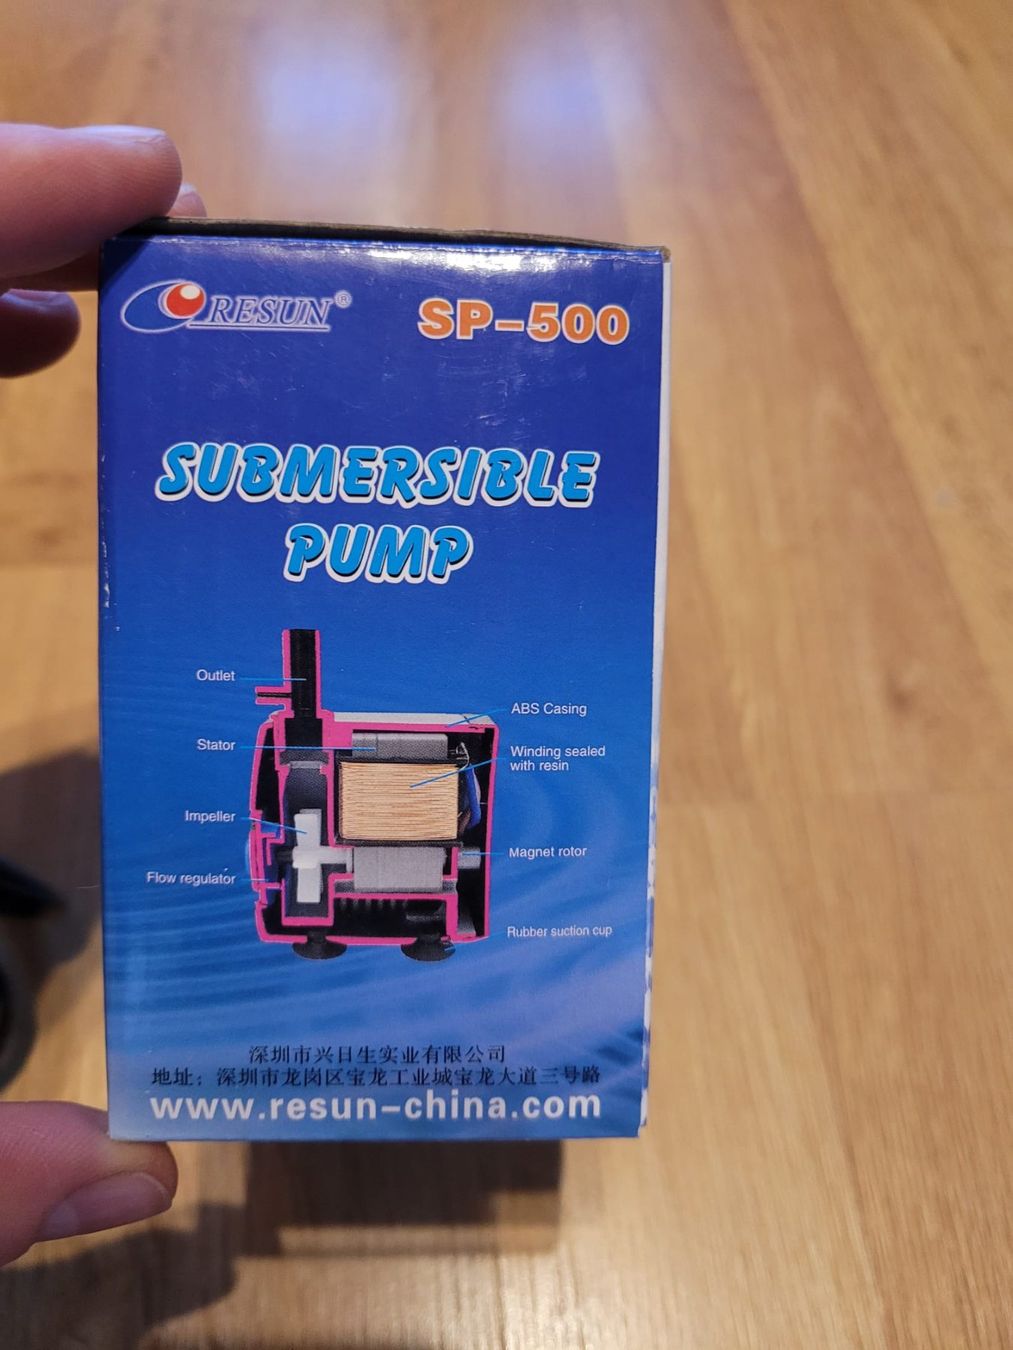 RESUN®
SP-500
SUBMERSIBLE
PUMP
Outlet
ABS Casing
Stator
Winding sealed
with resin
Impeller
Magnet rotor
Flow regulator
Rubber suction cup
深圳市兴日生实业有限公司
地址：深圳市龙岗区宝龙工业城宝龙大道三号路
www.resun-china.com